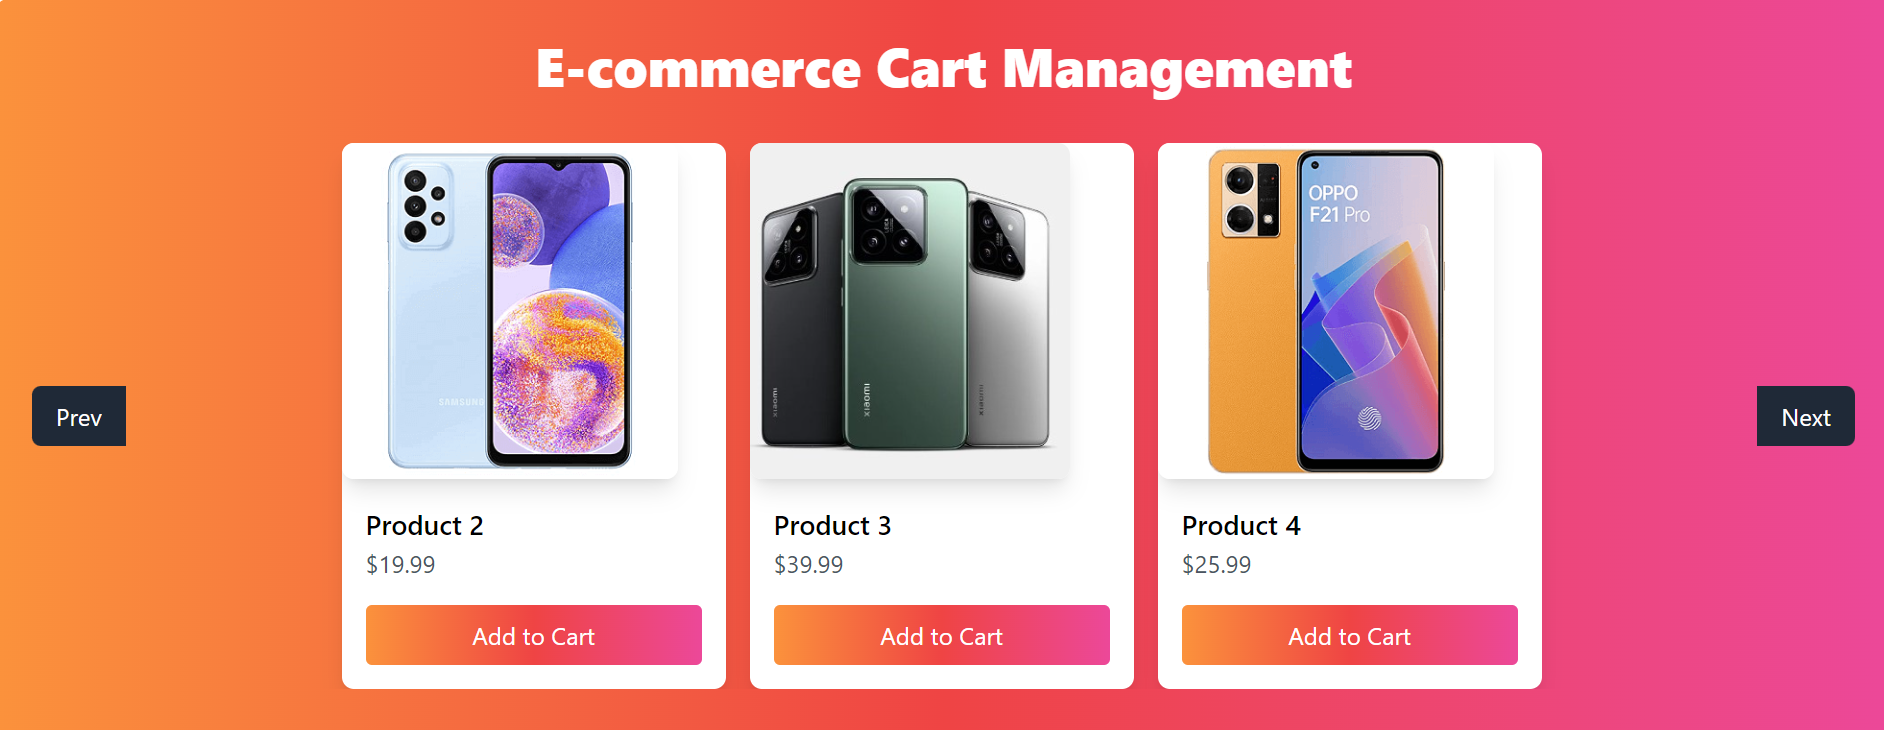 E-commerce Cart Management
SAMSUNG
xiaomi
xiaomi
xiaomi
OPPO
F21 Pro
Prev
Next
Product 2
$19.99
Add to Cart
Product 3
$39.99
Add to Cart
Product 4
$25.99
Add to Cart